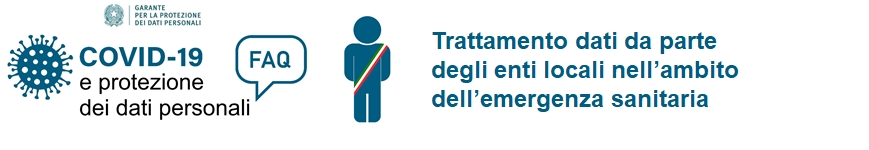 GARANTE
PER LA PROTEZIONE
DEI DATI PERSONALI
COVID-19
e protezione
dei dati personali
FAQ
Trattamento dati da parte
degli enti locali nell'ambito
dell'emergenza sanitaria